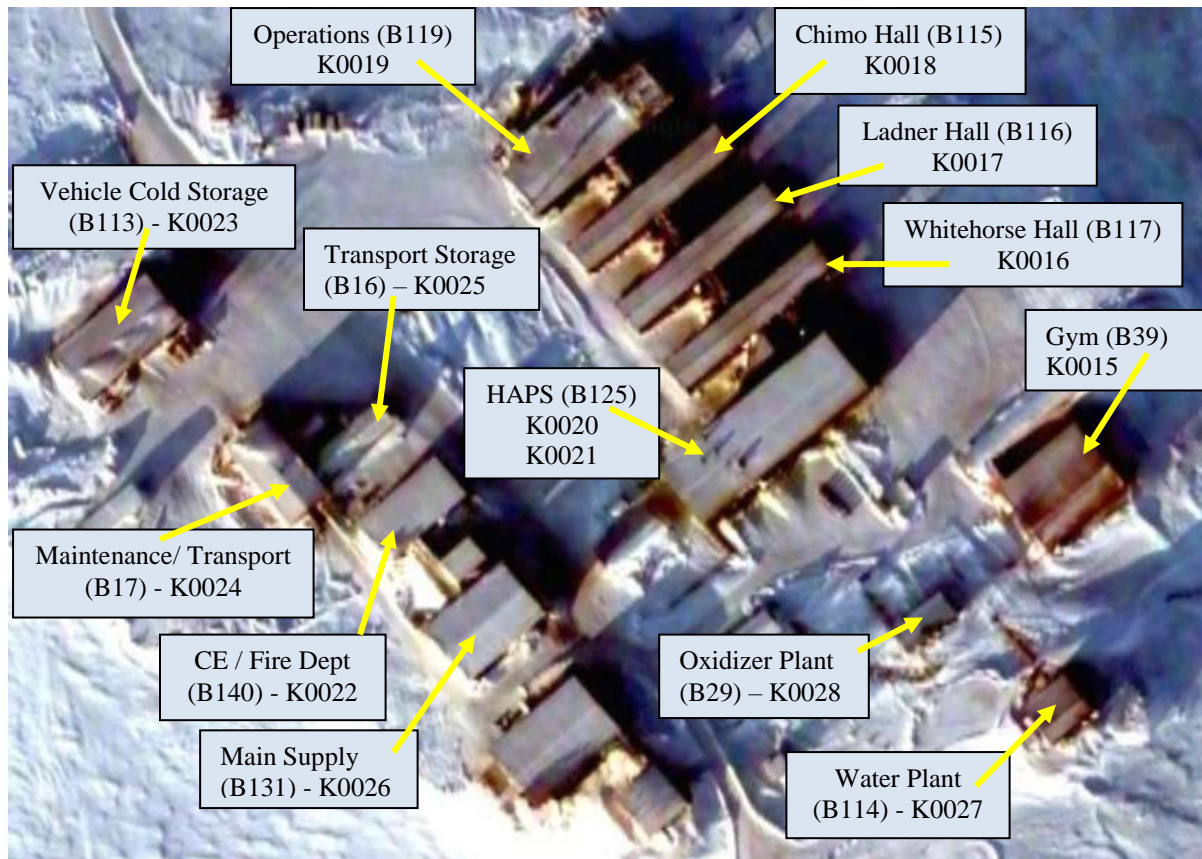 Operations (B119)
K0019
Chimo Hall (B115)
K0018
Ladner Hall (B116)
K0017
Vehicle Cold Storage
(B113) - K0023
Transport Storage
(B16) – K0025
Whitehorse Hall (B117)
K0016
Gym (B39)
K0015
HAPS (B125)
K0020
K0021
Maintenance/ Transport
(B17) - K0024
CE / Fire Dept
(B140) - K0022
Oxidizer Plant
(B29) – K0028
Main Supply
(B131) - K0026
Water Plant
(B114) - K0027